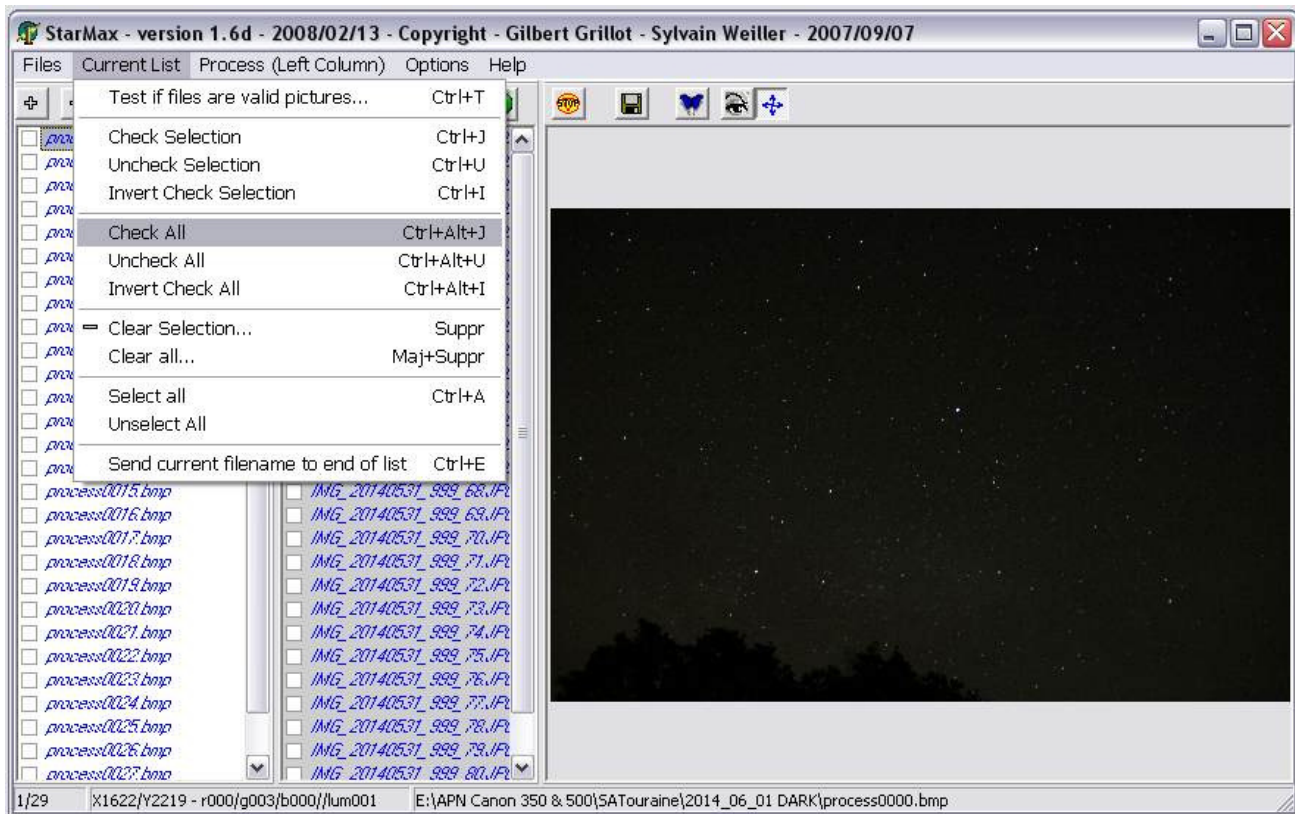 StarMax - version 1.6d - 2008/02/13 - Copyright - Gilbert Grillot - Sylvain Weiller - 2007/09/07
Files Current List Process (Left Column) Options Help
Test if files are valid pictures... Ctrl+T
STOP
Check Selection Ctrl+J
Uncheck Selection Ctrl+U
Invert Check Selection Ctrl+I
Check All Ctrl+Alt+J
Uncheck All Ctrl+Alt+U
Invert Check All Ctrl+Alt+I
Clear Selection... Suppr
Clear all... Maj+Suppr
Select all Ctrl+A
Unselect All
Send current filename to end of list Ctrl+E
process0015.bmp IMG_20140531_999_68.JP
process0016.bmp IMG_20140531_999_69.JP
process0017.bmp IMG_20140531_999_70.JP
process0018.bmp IMG_20140531_999_71.JP
process0019.bmp IMG_20140531_999_72.JP
process0020.bmp IMG_20140531_999_73.JP
process0021.bmp IMG_20140531_999_74.JP
process0022.bmp IMG_20140531_999_75.JP
process0023.bmp IMG_20140531_999_76.JP
process0024.bmp IMG_20140531_999_77.JP
process0025.bmp IMG_20140531_999_78.JP
process0026.bmp IMG_20140531_999_79.JP
process0027.bmp IMG_20140531_999_80.JP
1/29 X1622/Y2219 - r000/g003/b000//lum001 E:\APN Canon 350 & 500\SATouraine\2014_06_01 DARK\process0000.bmp